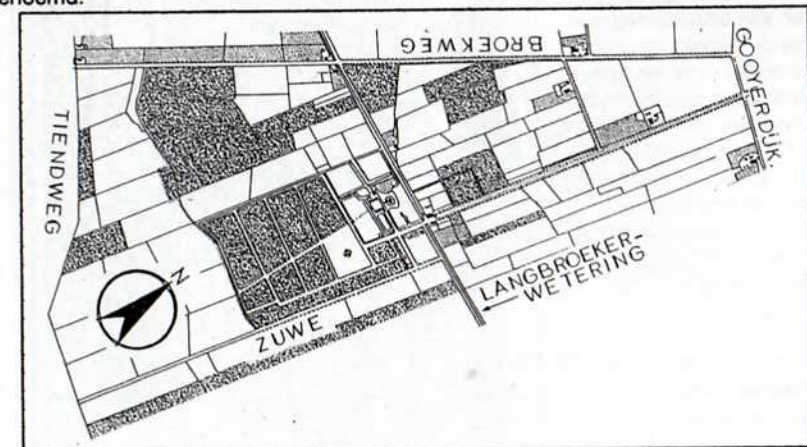 BROEKWEG
GOOYERDIJK.
TIENDWEG
N
LANGBROEKER-
WETERING
ZUWE